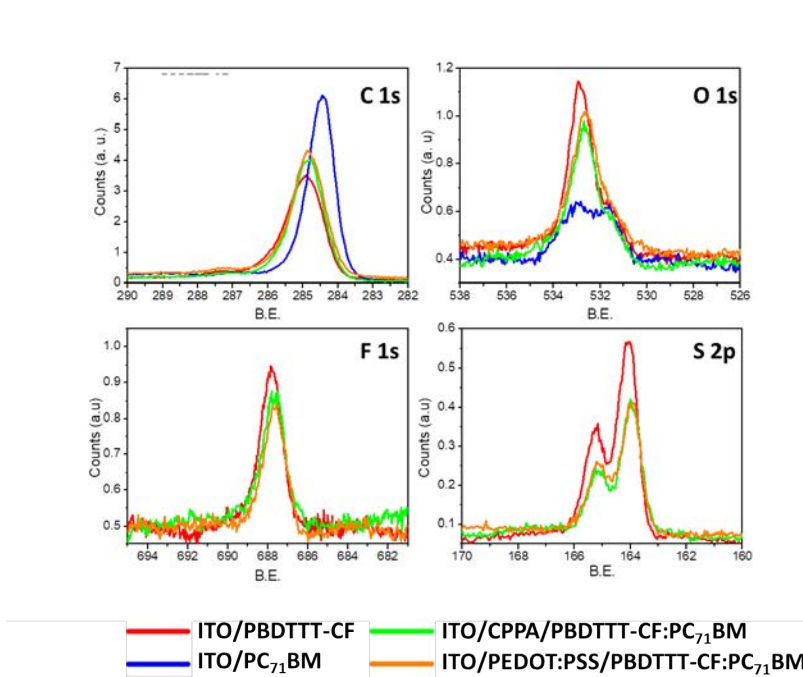 C 1s
7
6
5
4
3
2
1
0
Counts (a. u.)
290 289 288 287 286 285 284 283 282
B.E.
O 1s
1.2
1.0
0.8
0.6
0.4
Counts (a.u)
538 536 534 532 530 528 526
B.E.
F 1s
1.0
0.9
0.8
0.7
0.6
0.5
Counts (a.u)
694 692 690 688 686 684 682
B.E.
S 2p
0.6
0.5
0.4
0.3
0.2
0.1
Counts (a.u)
170 168 166 164 162 160
B.E.
ITO/PBDTTT-CF
ITO/CPPA/PBDTTT-CF:PC₇₁BM
ITO/PC₇₁BM
ITO/PEDOT:PSS/PBDTTT-CF:PC₇₁BM